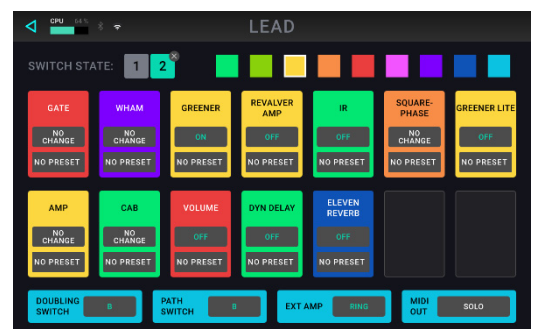 CPU 64 %
LEAD
SWITCH STATE: 1 2
GATE
NO
CHANGE
NO PRESET
WHAM
NO
CHANGE
NO PRESET
GREENER
ON
NO PRESET
REVALVER
AMP
OFF
NO PRESET
IR
OFF
NO PRESET
SQUARE-
PHASE
NO
CHANGE
NO PRESET
GREENER LITE
OFF
NO PRESET
AMP
NO
CHANGE
NO PRESET
CAB
NO
CHANGE
NO PRESET
VOLUME
OFF
NO PRESET
DYN DELAY
OFF
NO PRESET
ELEVEN
REVERB
OFF
NO PRESET
DOUBLING
SWITCH
B
PATH
SWITCH
B
EXT AMP
RING
MIDI
OUT
SOLO